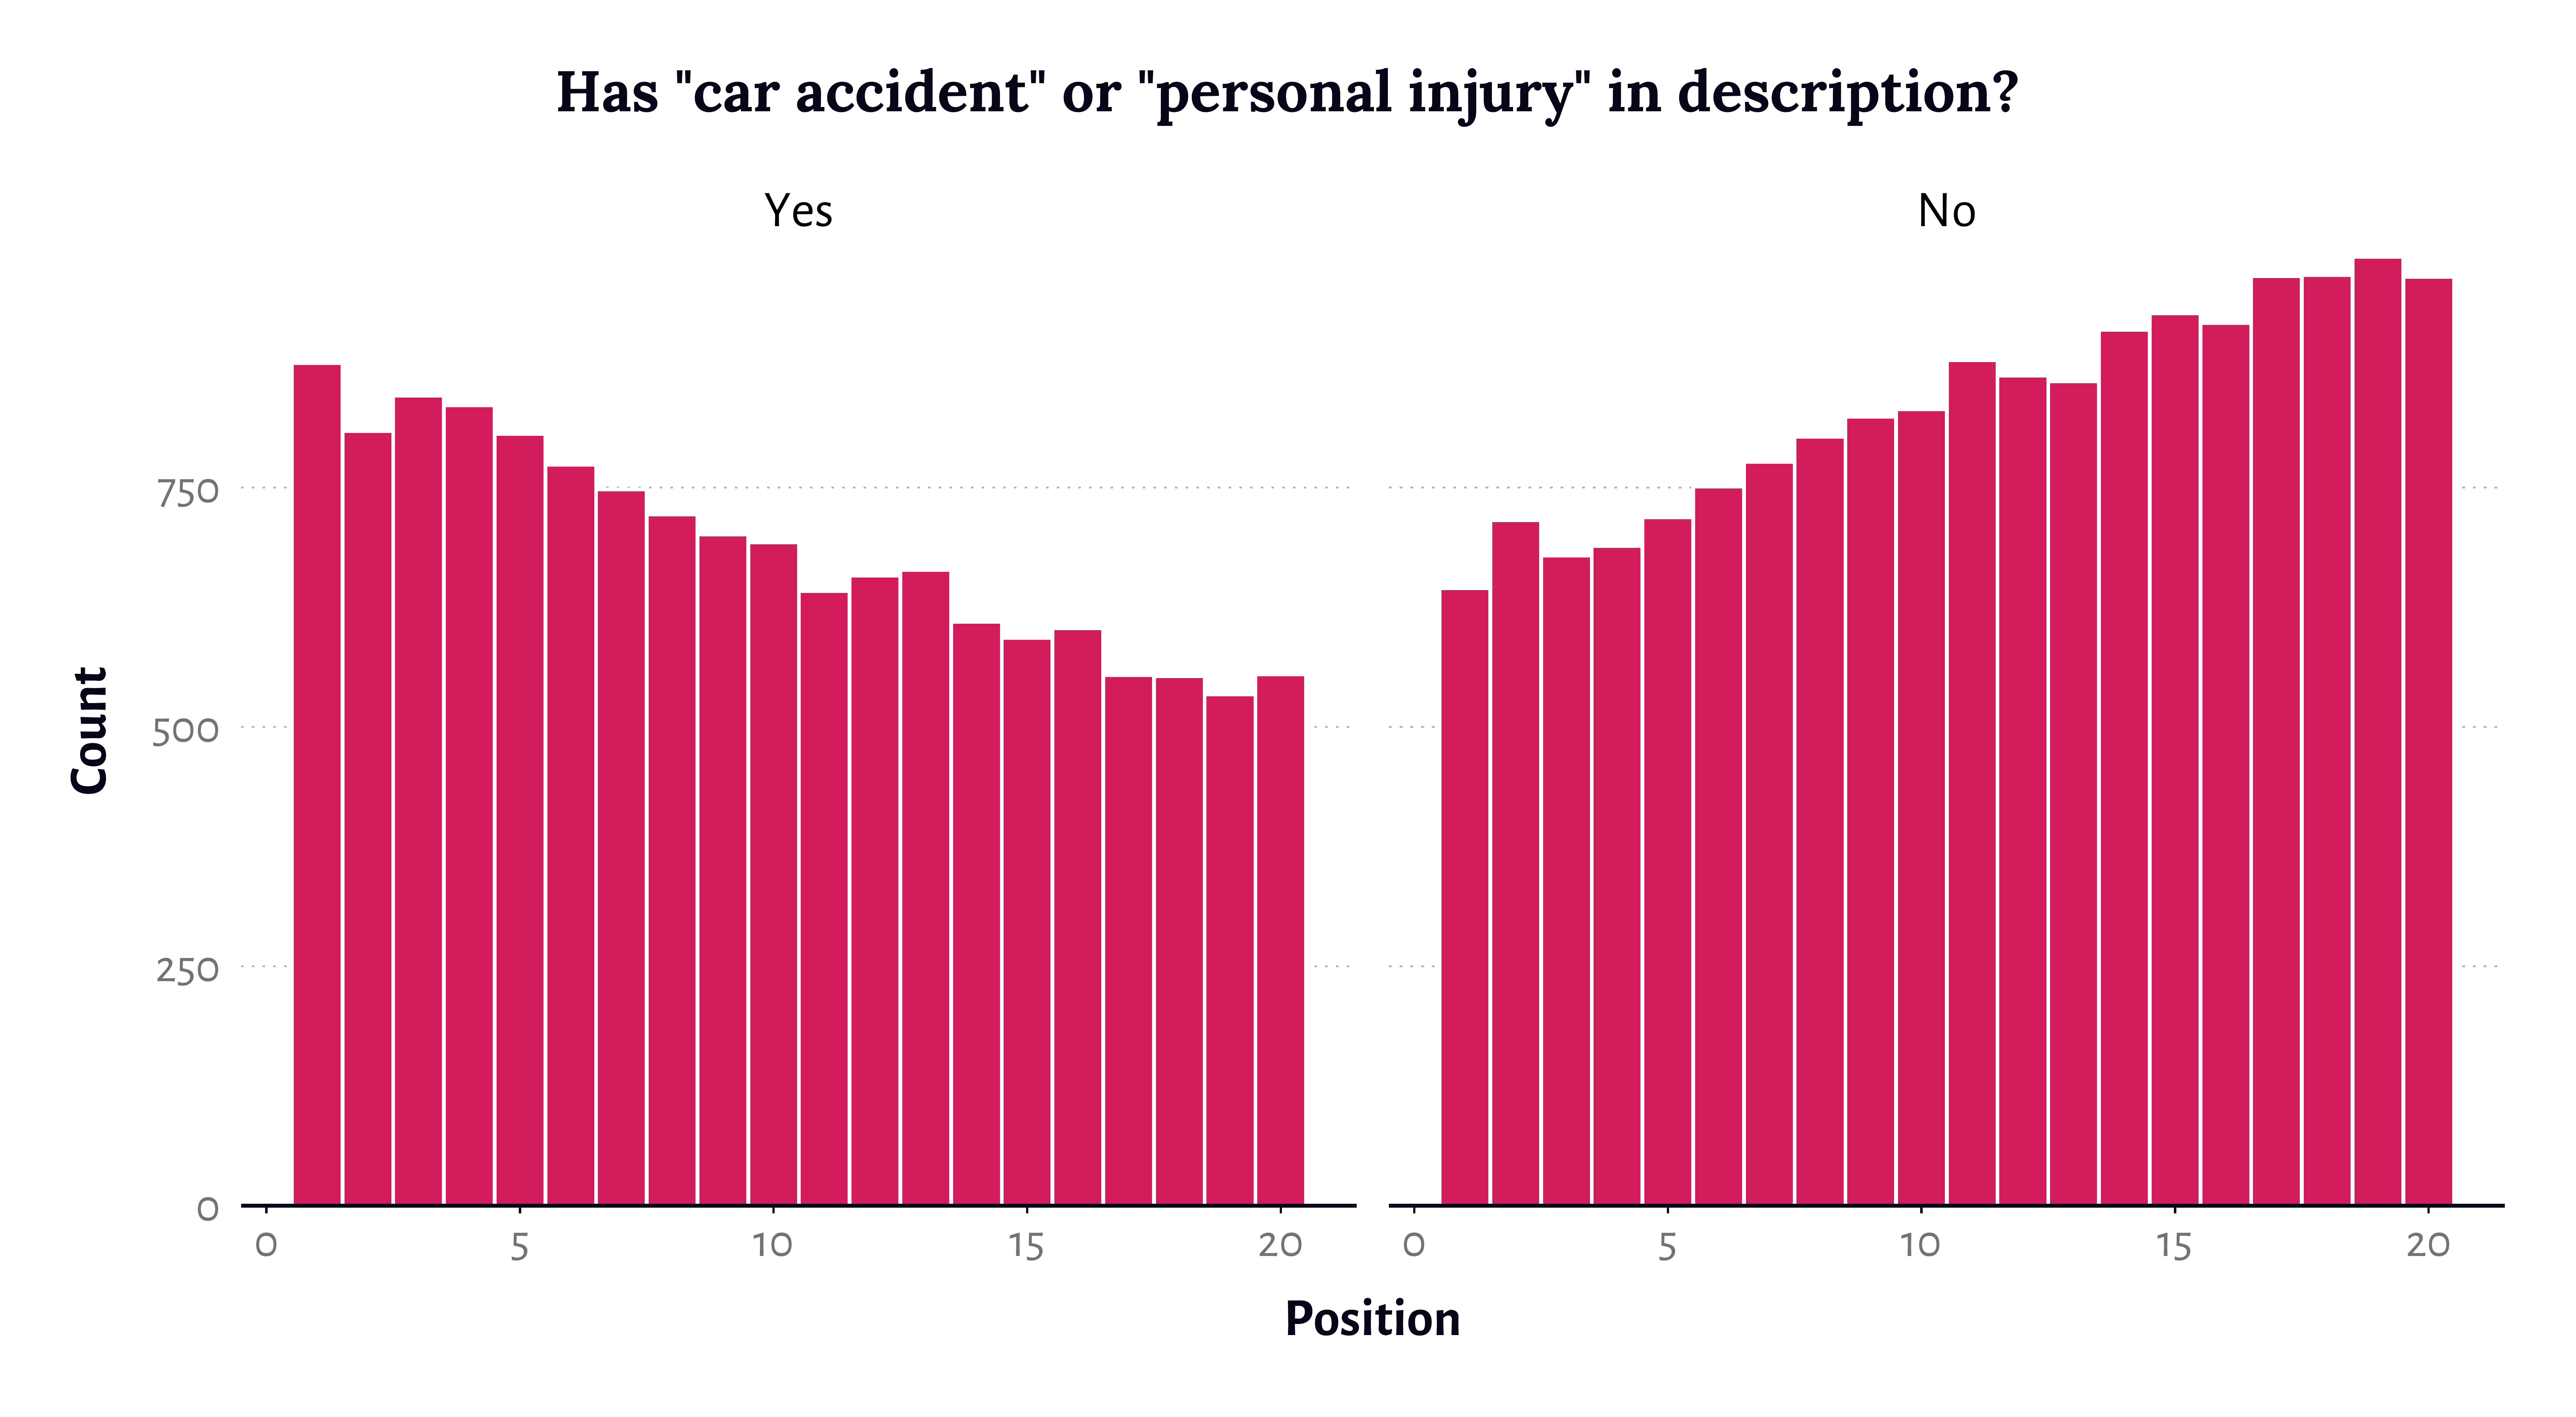 Has "car accident" or "personal injury" in description?
Yes
No
Count
750
500
250
0
0 5 10 15 20
0 5 10 15 20
Position